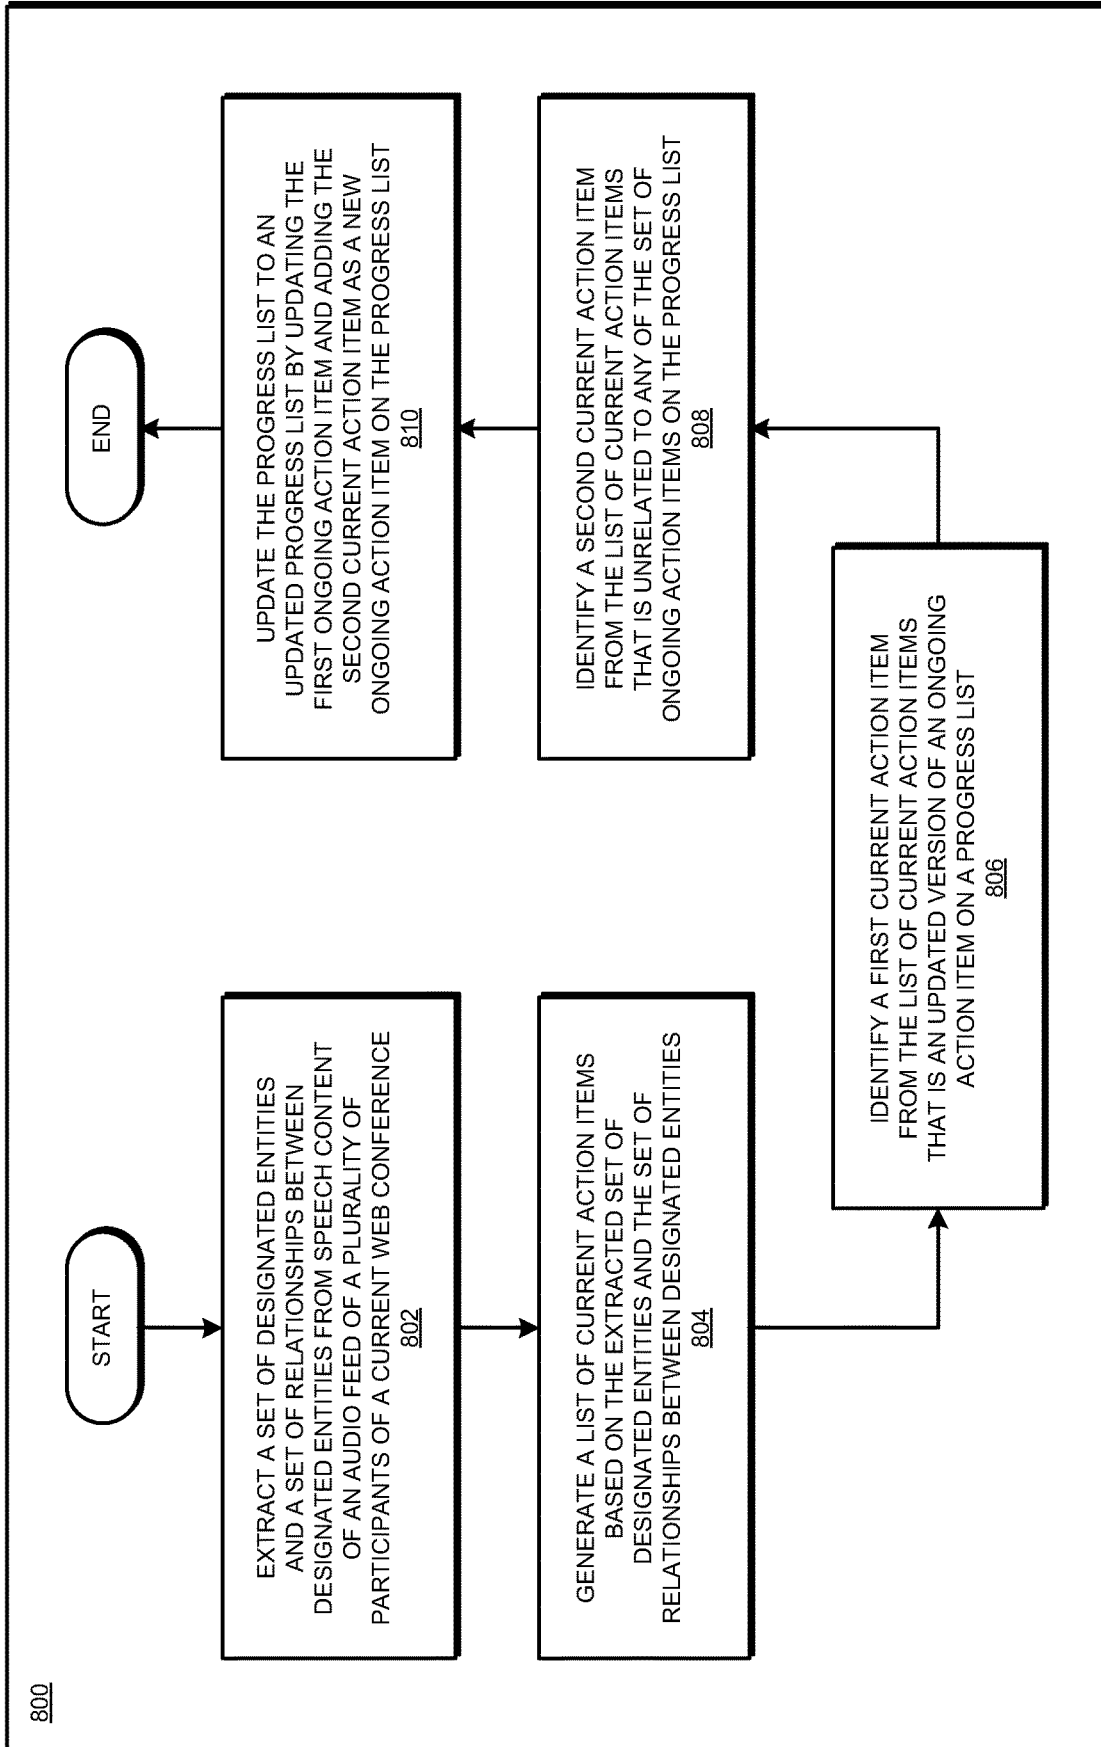 800
START
EXTRACT A SET OF DESIGNATED ENTITIES
AND A SET OF RELATIONSHIPS BETWEEN
DESIGNATED ENTITIES FROM SPEECH CONTENT
OF AN AUDIO FEED OF A PLURALITY OF
PARTICIPANTS OF A CURRENT WEB CONFERENCE
802
GENERATE A LIST OF CURRENT ACTION ITEMS
BASED ON THE EXTRACTED SET OF
DESIGNATED ENTITIES AND THE SET OF
RELATIONSHIPS BETWEEN DESIGNATED ENTITIES
804
IDENTIFY A FIRST CURRENT ACTION ITEM
FROM THE LIST OF CURRENT ACTION ITEMS
THAT IS AN UPDATED VERSION OF AN ONGOING
ACTION ITEM ON A PROGRESS LIST
806
IDENTIFY A SECOND CURRENT ACTION ITEM
FROM THE LIST OF CURRENT ACTION ITEMS
THAT IS UNRELATED TO ANY OF THE SET OF
ONGOING ACTION ITEMS ON THE PROGRESS LIST
808
UPDATE THE PROGRESS LIST TO AN
UPDATED PROGRESS LIST BY UPDATING THE
FIRST ONGOING ACTION ITEM AND ADDING THE
SECOND CURRENT ACTION ITEM AS A NEW
ONGOING ACTION ITEM ON THE PROGRESS LIST
810
END